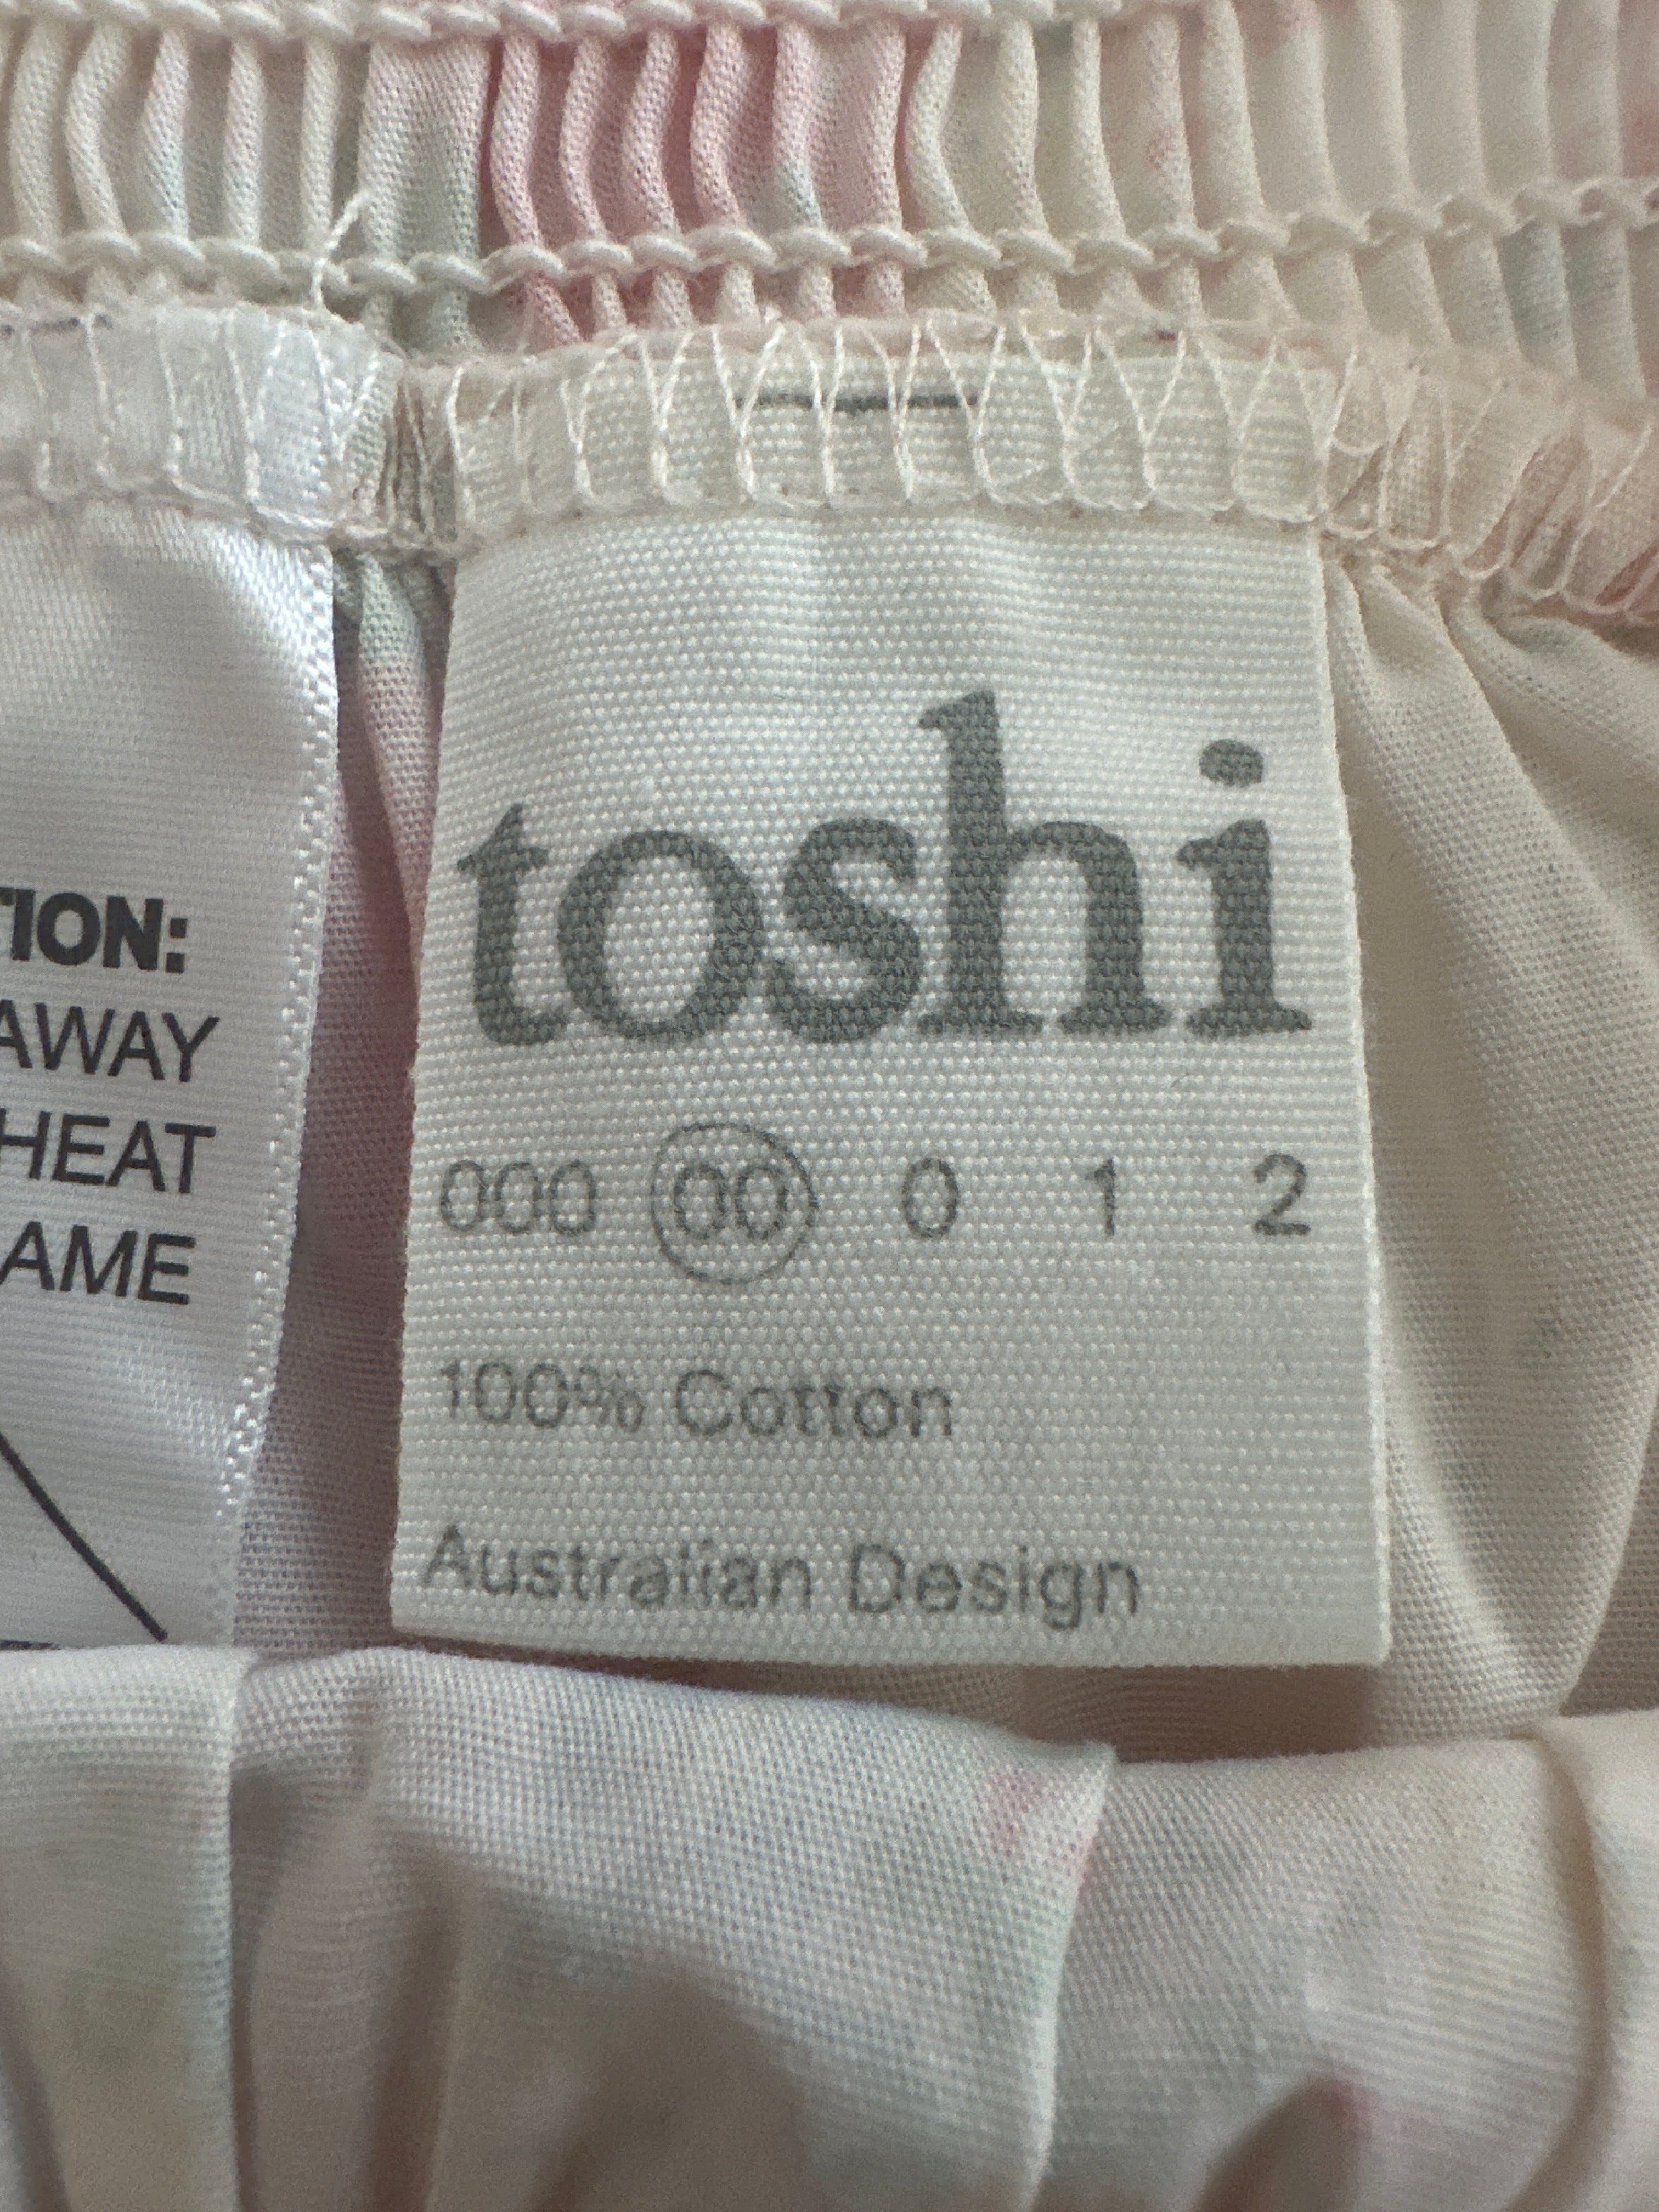 TION:
AWAY
HEAT
AME
toshi
000 00 0 1 2
100% Cotton
Australian Design